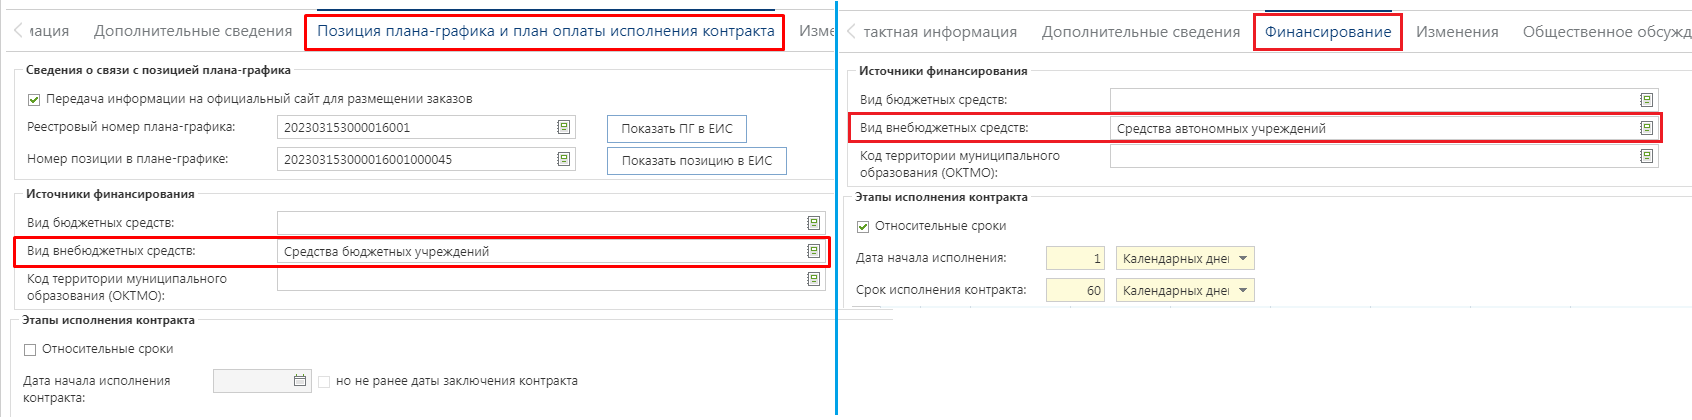 мация Дополнительные сведения Позиция плана-графика и план оплаты исполнения контракта Изме
Сведения о связи с позицией плана-графика
Передача информации на официальный сайт для размещении заказов
Реестровый номер плана-графика: 202303153000016001 Показать ПГ в ЕИС
Номер позиции в плане-графике: 202303153000016001000045 Показать позицию в ЕИС
Источники финансирования
Вид бюджетных средств:
Вид внебюджетных средств: Средства бюджетных учреждений
Код территории муниципального
образования (ОКТМО):
Этапы исполнения контракта
Относительные сроки
Дата начала исполнения
контракта:
но не ранее даты заключения контракта
тактная информация Дополнительные сведения Финансирование Изменения Общественное обсужд
Источники финансирования
Вид бюджетных средств:
Вид внебюджетных средств: Средства автономных учреждений
Код территории муниципального
образования (ОКТМО):
Этапы исполнения контракта
Относительные сроки
Дата начала исполнения: 1 Календарных дне
Срок исполнения контракта: 60 Календарных дне